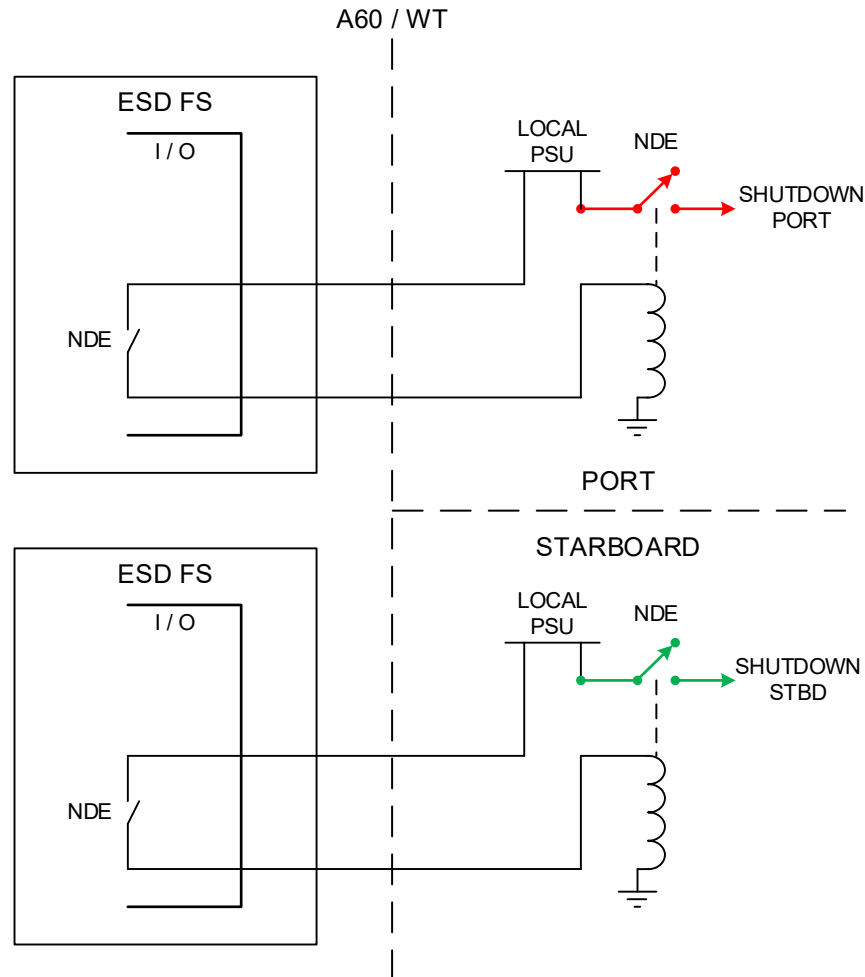 A60 / WT
ESD FS
I / O
LOCAL
PSU
NDE
SHUTDOWN
PORT
NDE
PORT
STARBOARD
ESD FS
I / O
LOCAL
PSU
NDE
SHUTDOWN
STBD
NDE